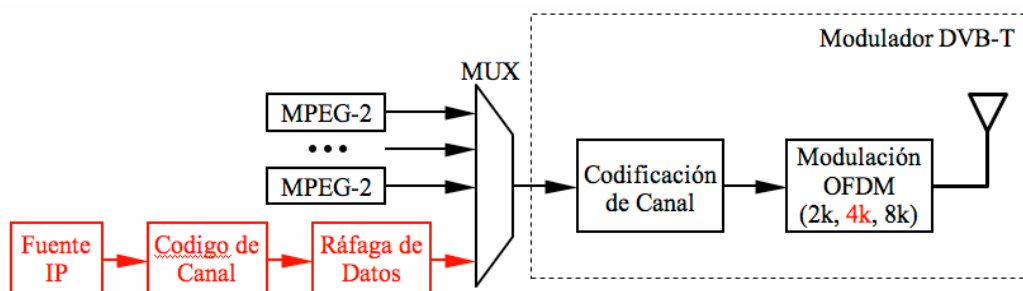 Modulador DVB-T
MUX
MPEG-2
•••
MPEG-2
Codificación
de Canal
Modulación
OFDM
(2k, 4k, 8k)
Fuente
IP
Codigo de
Canal
Ráfaga de
Datos